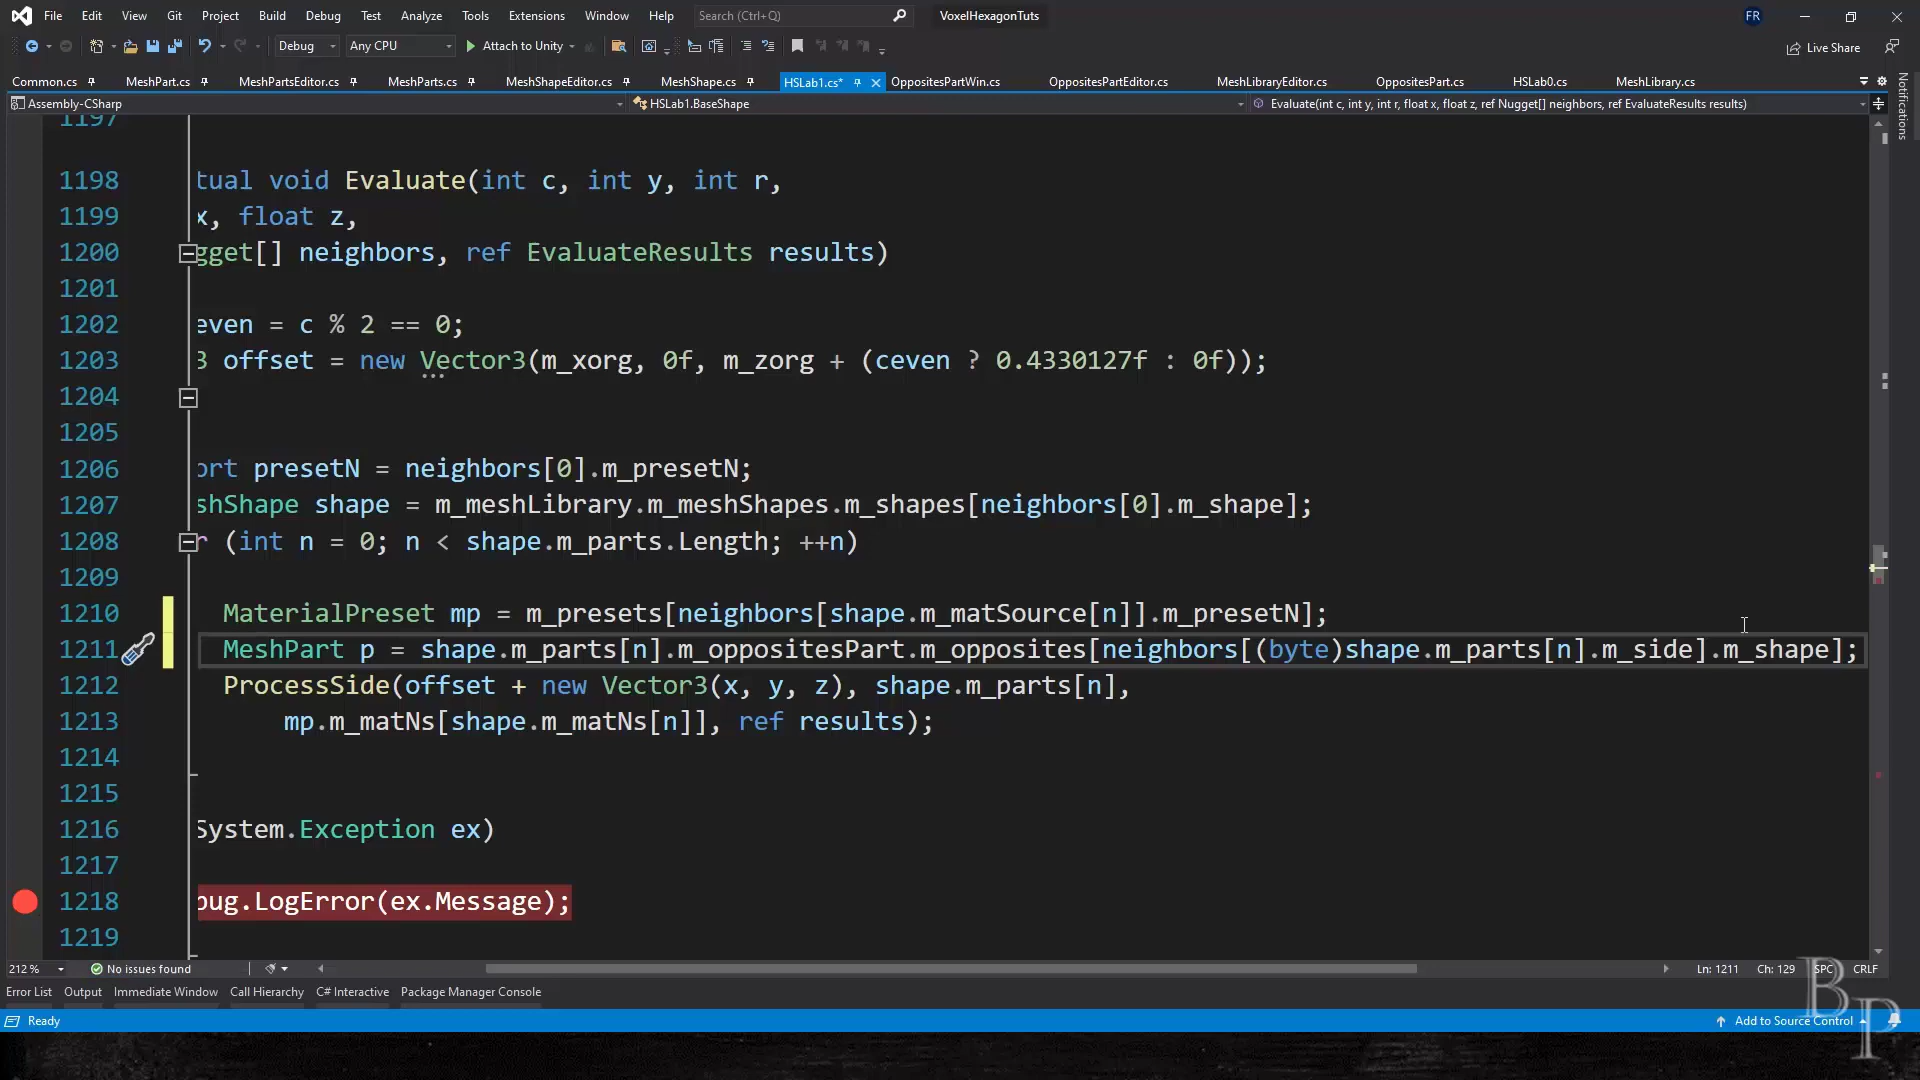 File Edit View Git Project Build Debug Test Analyze Tools Extensions Window Help Search (Ctrl+Q) VoxelHexagonTuts FR
Debug Any CPU Attach to Unity Live Share
Common.cs MeshPart.cs MeshPartsEditor.cs MeshParts.cs MeshShapeEditor.cs MeshShape.cs HSLab1.cs* OppositesPartWin.cs OppositesPartEditor.cs MeshLibraryEditor.cs OppositesPart.cs HSLab0.cs MeshLibrary.cs
Notifications
Assembly-CSharp HSLab1.BaseShape Evaluate(int c, int y, int r, float x, float z, ref Nugget[] neighbors, ref EvaluateResults results)
1197
1198 tual void Evaluate(int c, int y, int r,
1199 x, float z,
1200 gget[] neighbors, ref EvaluateResults results)
1201
1202 even = c % 2 == 0;
1203 3 offset = new Vector3(m_xorg, 0f, m_zorg + (ceven ? 0.4330127f : 0f));
1204
1205
1206 ort presetN = neighbors[0].m_presetN;
1207 shShape shape = m_meshLibrary.m_meshShapes.m_shapes[neighbors[0].m_shape];
1208 r (int n = 0; n < shape.m_parts.Length; ++n)
1209
1210 MaterialPreset mp = m_presets[neighbors[shape.m_matSource[n]].m_presetN];
1211 MeshPart p = shape.m_parts[n].m_oppositesPart.m_opposites[neighbors[(byte)shape.m_parts[n].m_side].m_shape];
1212 ProcessSide(offset + new Vector3(x, y, z), shape.m_parts[n],
1213 mp.m_matNs[shape.m_matNs[n]], ref results);
1214
1215
1216 System.Exception ex)
1217
1218 bug.LogError(ex.Message);
1219
212 % No issues found Ln: 1211 Ch: 129 SPC CRLF
Error List Output Immediate Window Call Hierarchy C# Interactive Package Manager Console
Ready Add to Source Control
BP